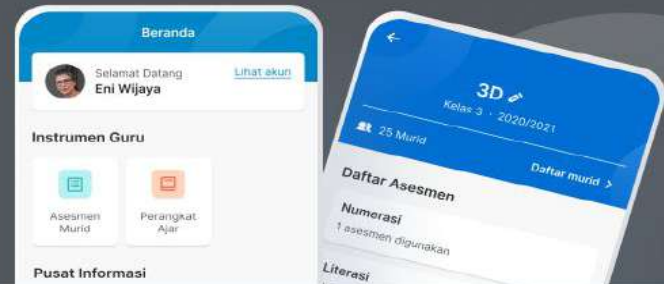 Beranda
Selamat Datang
Lihat akun
Eni Wijaya
Instrumen Guru
Asesmen
Murid
Perangkat
Ajar
Pusat Informasi
3D
Kelas 3 · 2020/2021
25 Murid
Daftar murid >
Daftar Asesmen
Numerasi
1 asesmen digunakan
Literasi